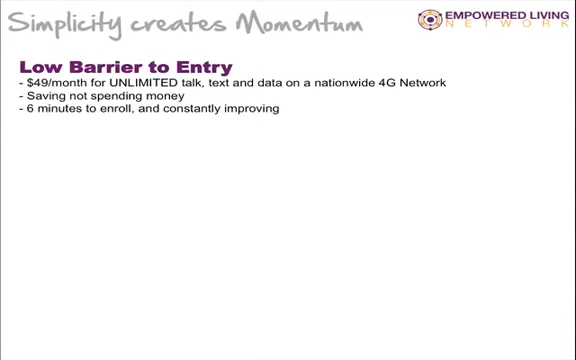 Simplicity creates Momentum
EMPOWERED LIVING
NETWORK
Low Barrier to Entry
- $49/month for UNLIMITED talk, text and data on a nationwide 4G Network
- Saving not spending money
- 6 minutes to enroll, and constantly improving